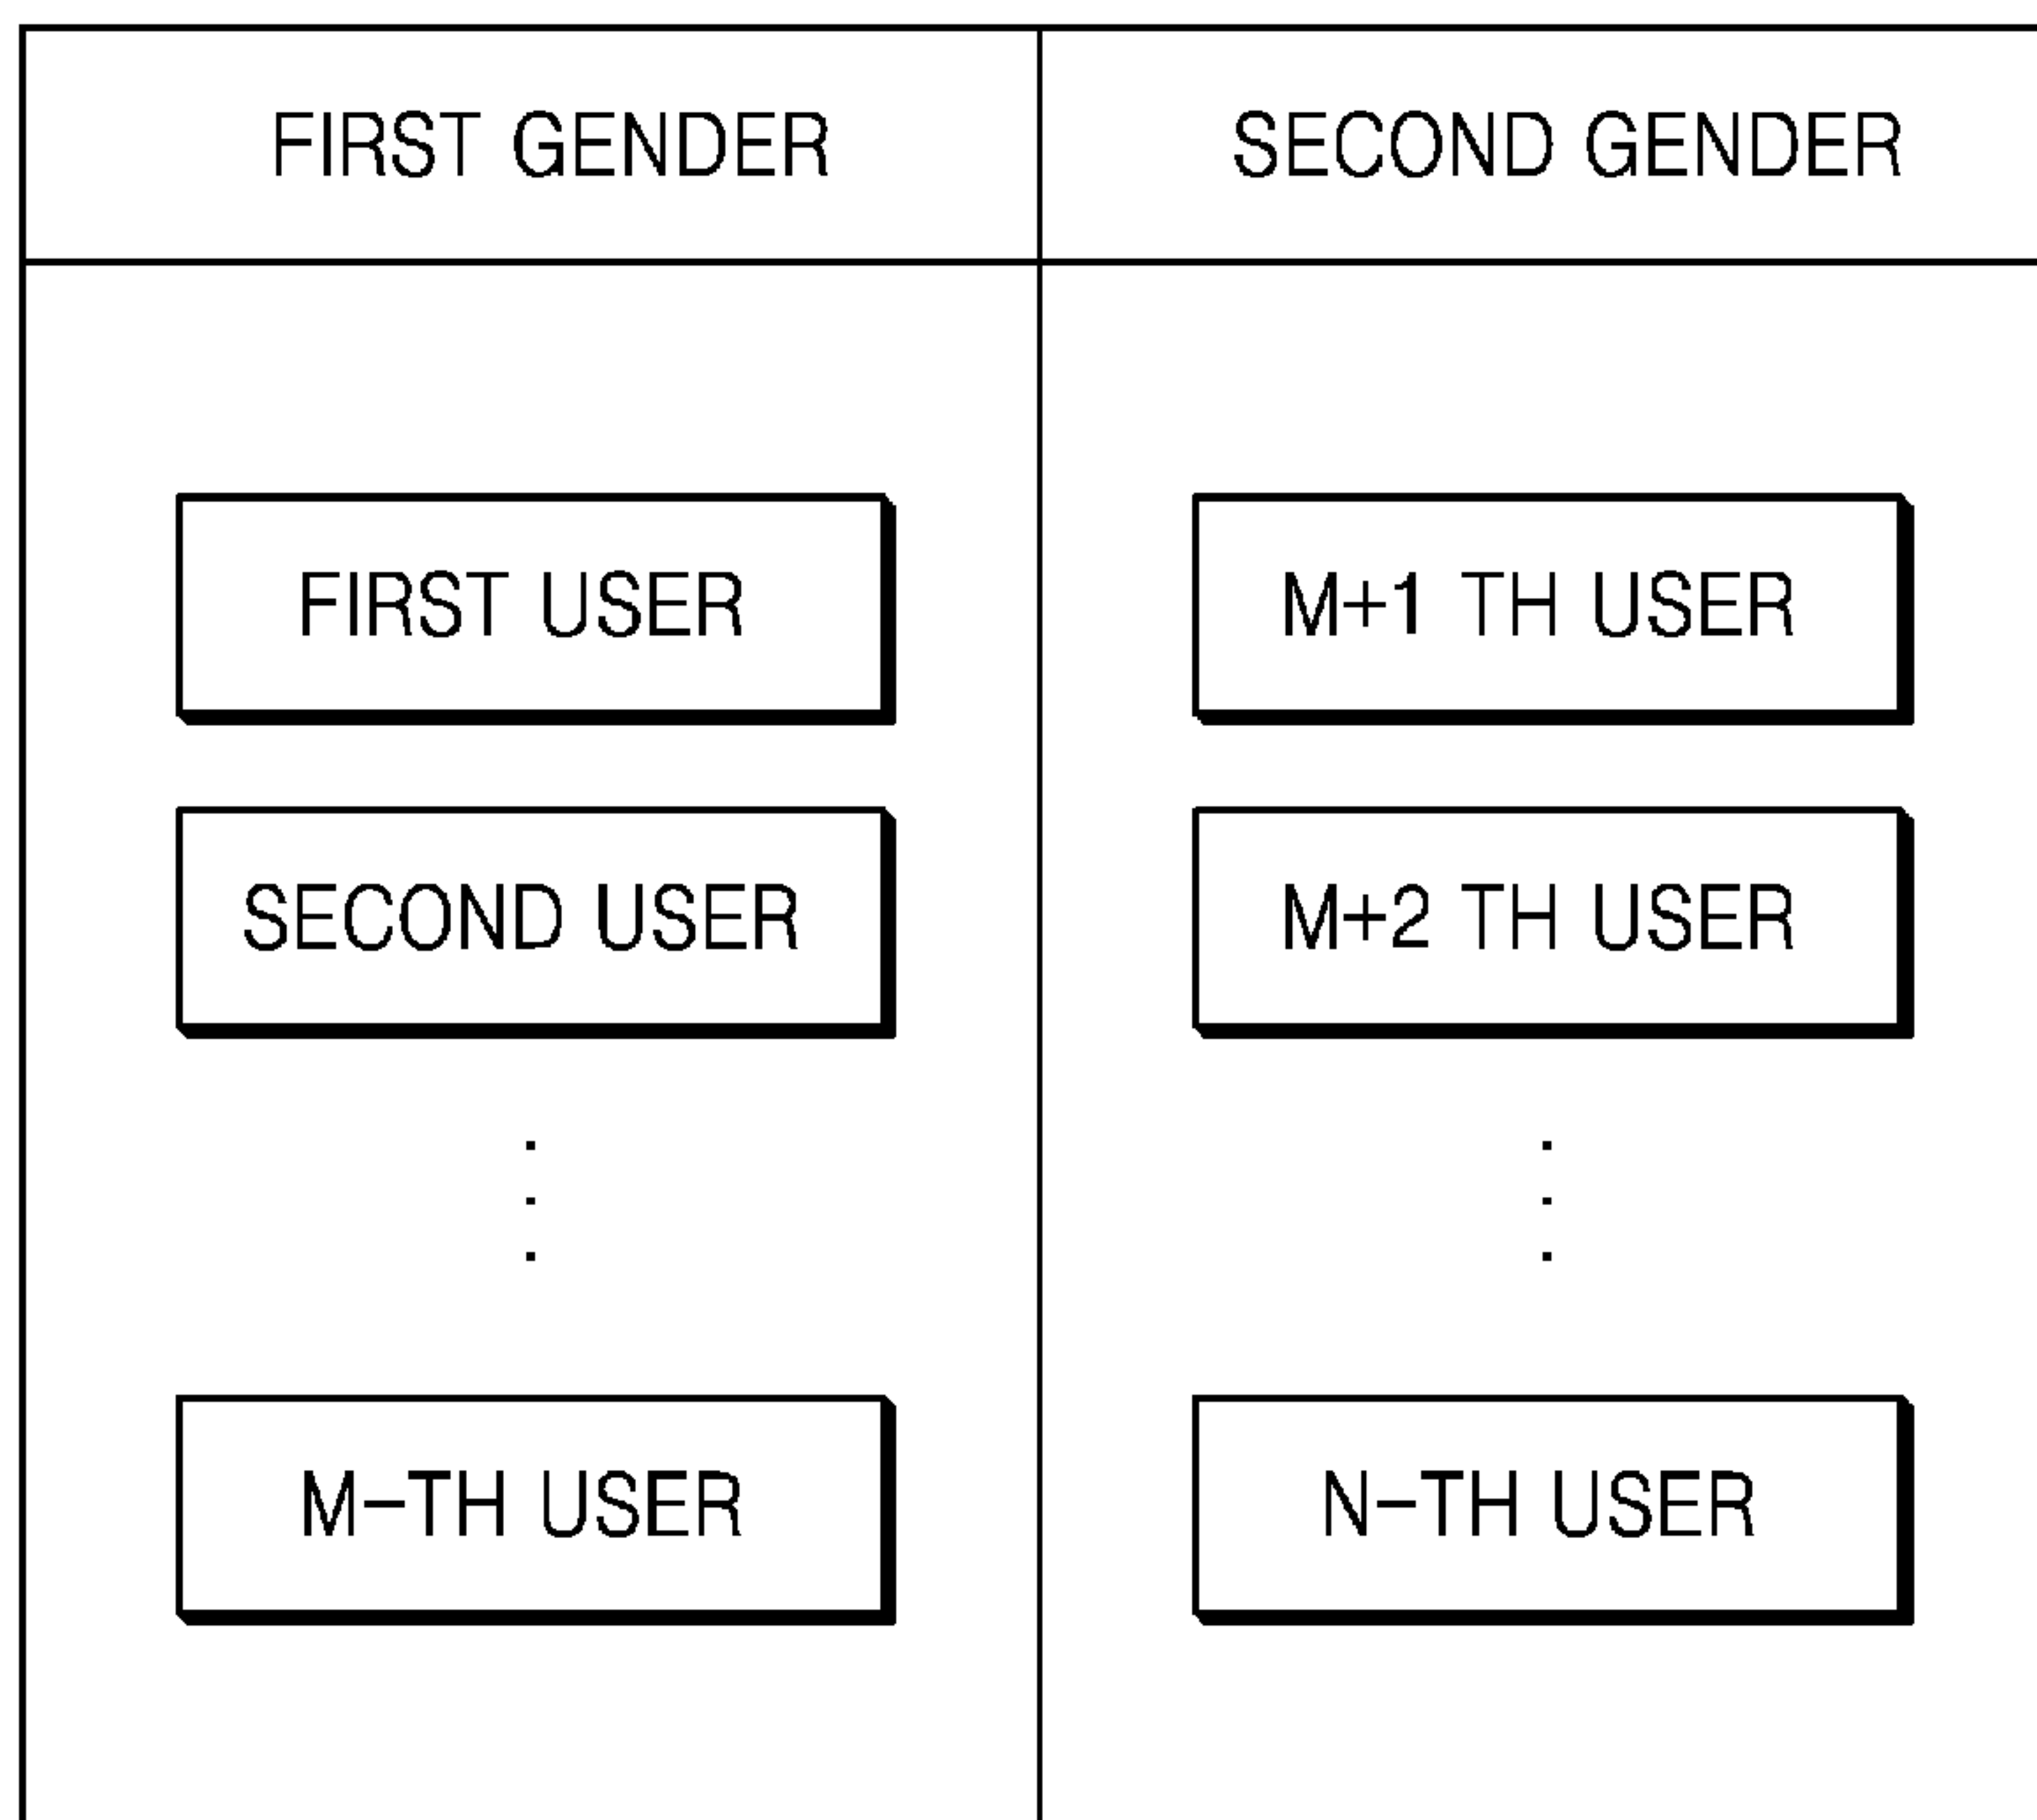 FIRST GENDER
SECOND GENDER
FIRST USER
SECOND USER
.
.
.
M-TH USER
M+1 TH USER
M+2 TH USER
.
.
.
N-TH USER